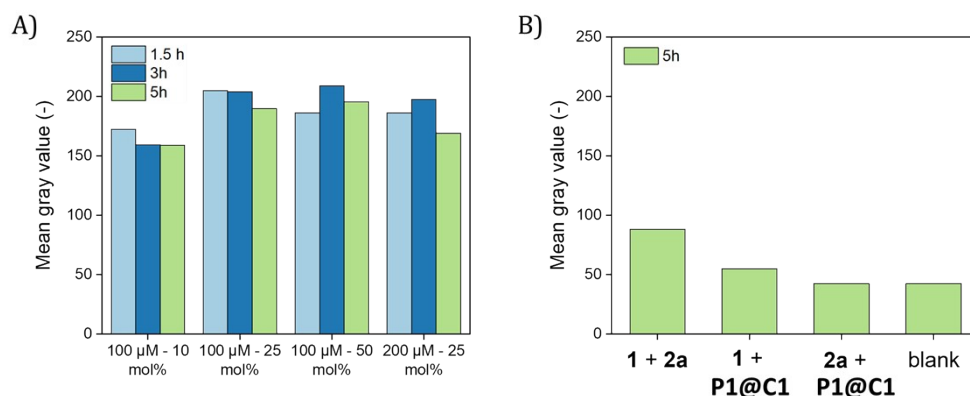 A)
250
200
150
100
50
0
Mean gray value (-)
1.5 h
3h
5h
100 µM - 10 mol%
100 µM - 25 mol%
100 µM - 50 mol%
200 µM - 25 mol%
B)
250
200
150
100
50
0
Mean gray value (-)
5h
1 + 2a
1 + P1@C1
2a + P1@C1
blank